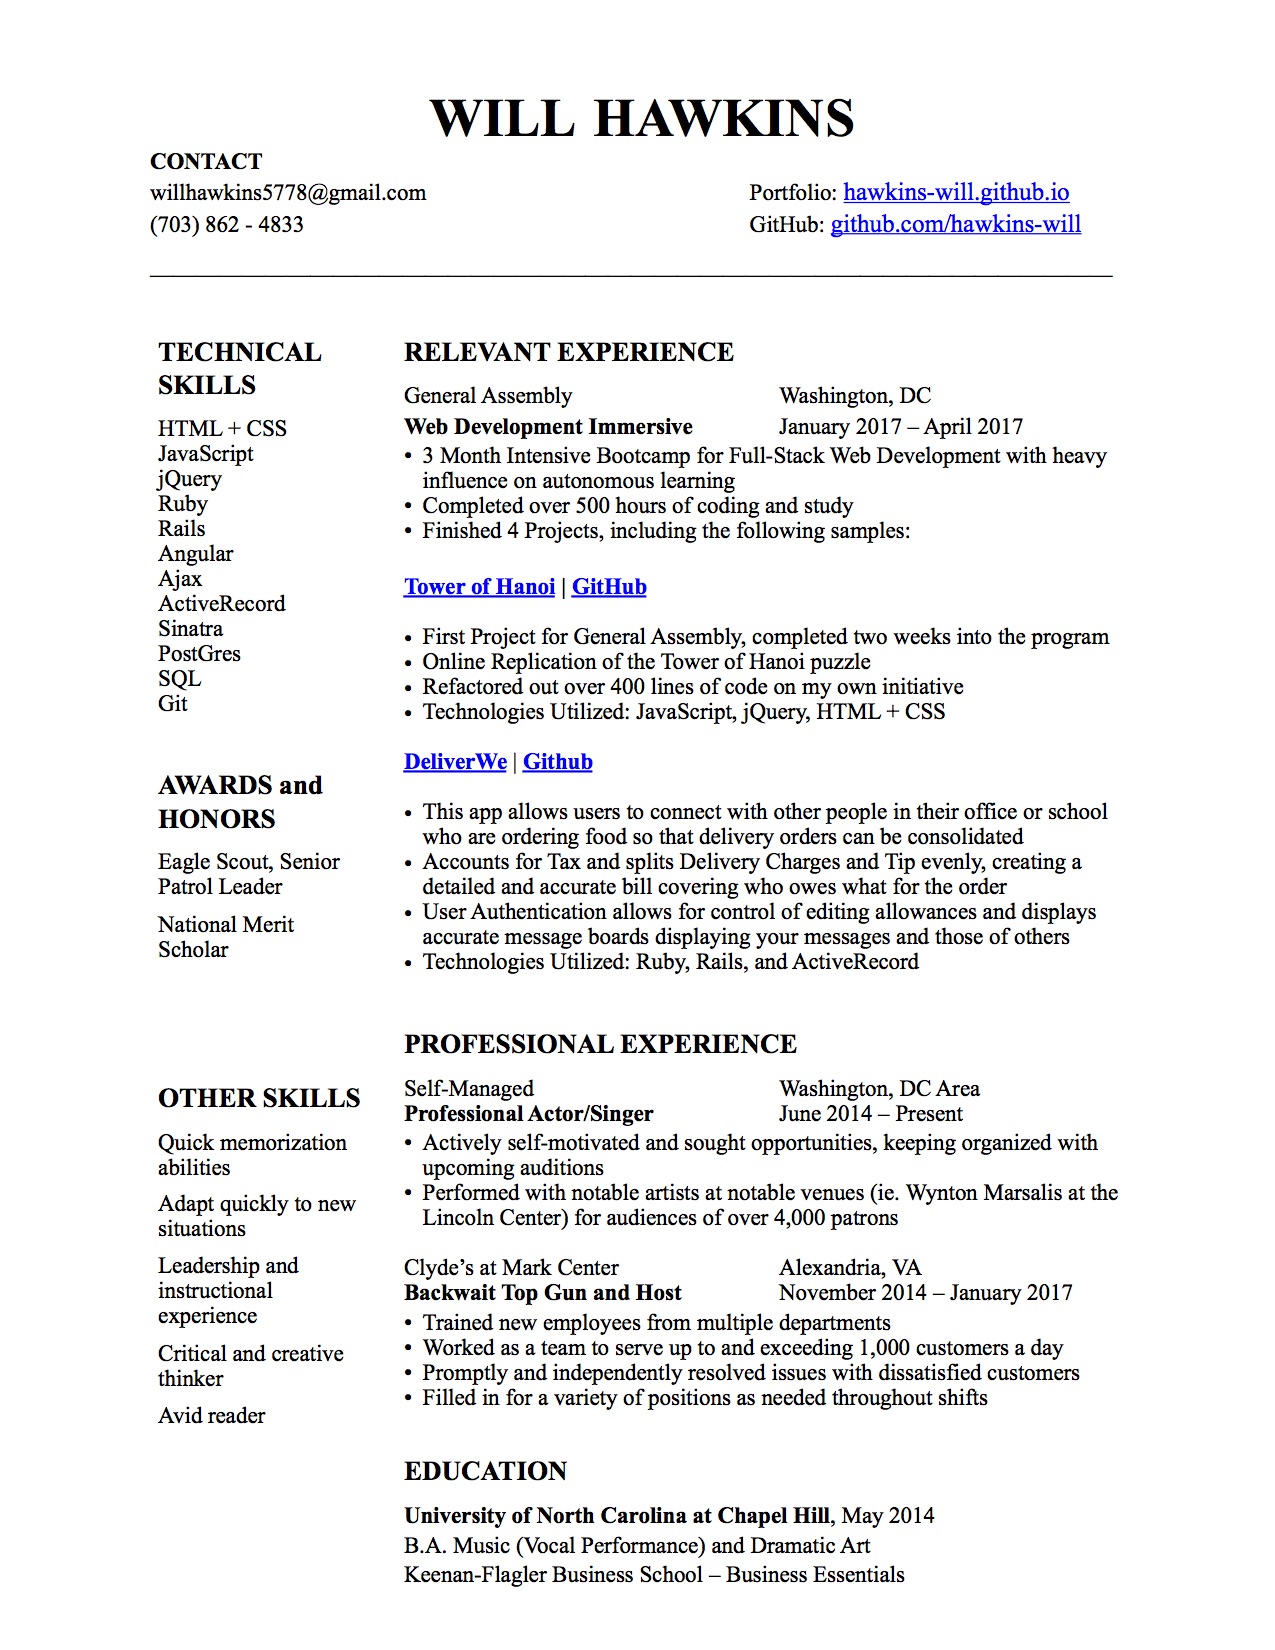 WILL HAWKINS
CONTACT
willhawkins5778@gmail.com
Portfolio: hawkins-will.github.io
(703) 862 - 4833
GitHub: github.com/hawkins-will
TECHNICAL
SKILLS
HTML + CSS
JavaScript
jQuery
Ruby
Rails
Angular
Ajax
ActiveRecord
Sinatra
PostGres
SQL
Git
AWARDS and
HONORS
Eagle Scout, Senior
Patrol Leader
National Merit
Scholar
OTHER SKILLS
Quick memorization
abilities
Adapt quickly to new
situations
Leadership and
instructional
experience
Critical and creative
thinker
Avid reader
RELEVANT EXPERIENCE
General Assembly Washington, DC
Web Development Immersive January 2017 – April 2017
• 3 Month Intensive Bootcamp for Full-Stack Web Development with heavy
influence on autonomous learning
• Completed over 500 hours of coding and study
• Finished 4 Projects, including the following samples:
Tower of Hanoi | GitHub
• First Project for General Assembly, completed two weeks into the program
• Online Replication of the Tower of Hanoi puzzle
• Refactored out over 400 lines of code on my own initiative
• Technologies Utilized: JavaScript, jQuery, HTML + CSS
DeliverWe | Github
• This app allows users to connect with other people in their office or school
who are ordering food so that delivery orders can be consolidated
• Accounts for Tax and splits Delivery Charges and Tip evenly, creating a
detailed and accurate bill covering who owes what for the order
• User Authentication allows for control of editing allowances and displays
accurate message boards displaying your messages and those of others
• Technologies Utilized: Ruby, Rails, and ActiveRecord
PROFESSIONAL EXPERIENCE
Self-Managed Washington, DC Area
Professional Actor/Singer June 2014 – Present
• Actively self-motivated and sought opportunities, keeping organized with
upcoming auditions
• Performed with notable artists at notable venues (ie. Wynton Marsalis at the
Lincoln Center) for audiences of over 4,000 patrons
Clyde’s at Mark Center Alexandria, VA
Backwait Top Gun and Host November 2014 – January 2017
• Trained new employees from multiple departments
• Worked as a team to serve up to and exceeding 1,000 customers a day
• Promptly and independently resolved issues with dissatisfied customers
• Filled in for a variety of positions as needed throughout shifts
EDUCATION
University of North Carolina at Chapel Hill, May 2014
B.A. Music (Vocal Performance) and Dramatic Art
Keenan-Flagler Business School – Business Essentials